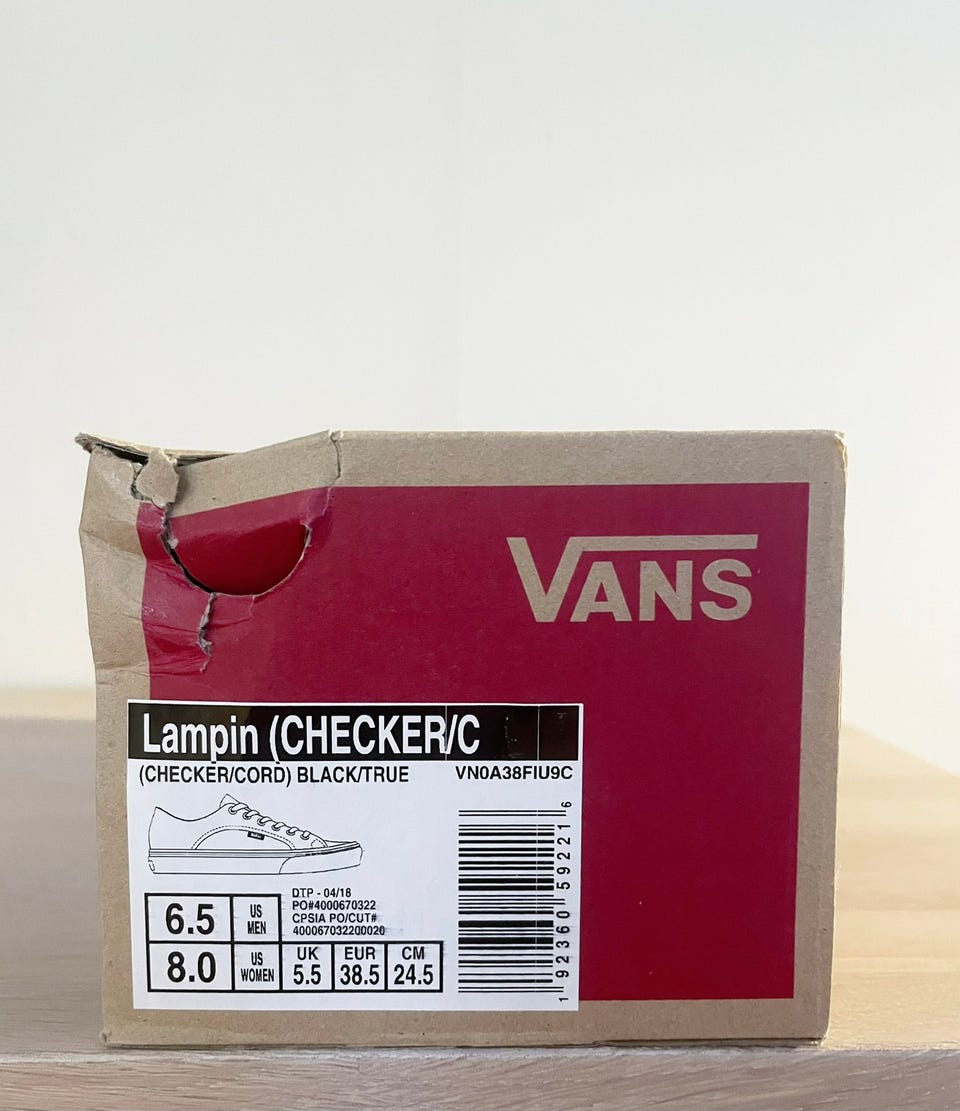 VANS
Lampin (CHECKER/C
(CHECKER/CORD) BLACK/TRUE VN0A38FIU9C
DTP - 04/18
PO#4000670322
CPSIA PO/CUT#
400067032200020
6.5 US MEN
8.0 US WOMEN
UK 5.5
EUR 38.5
CM 24.5
1 92360 59221 6